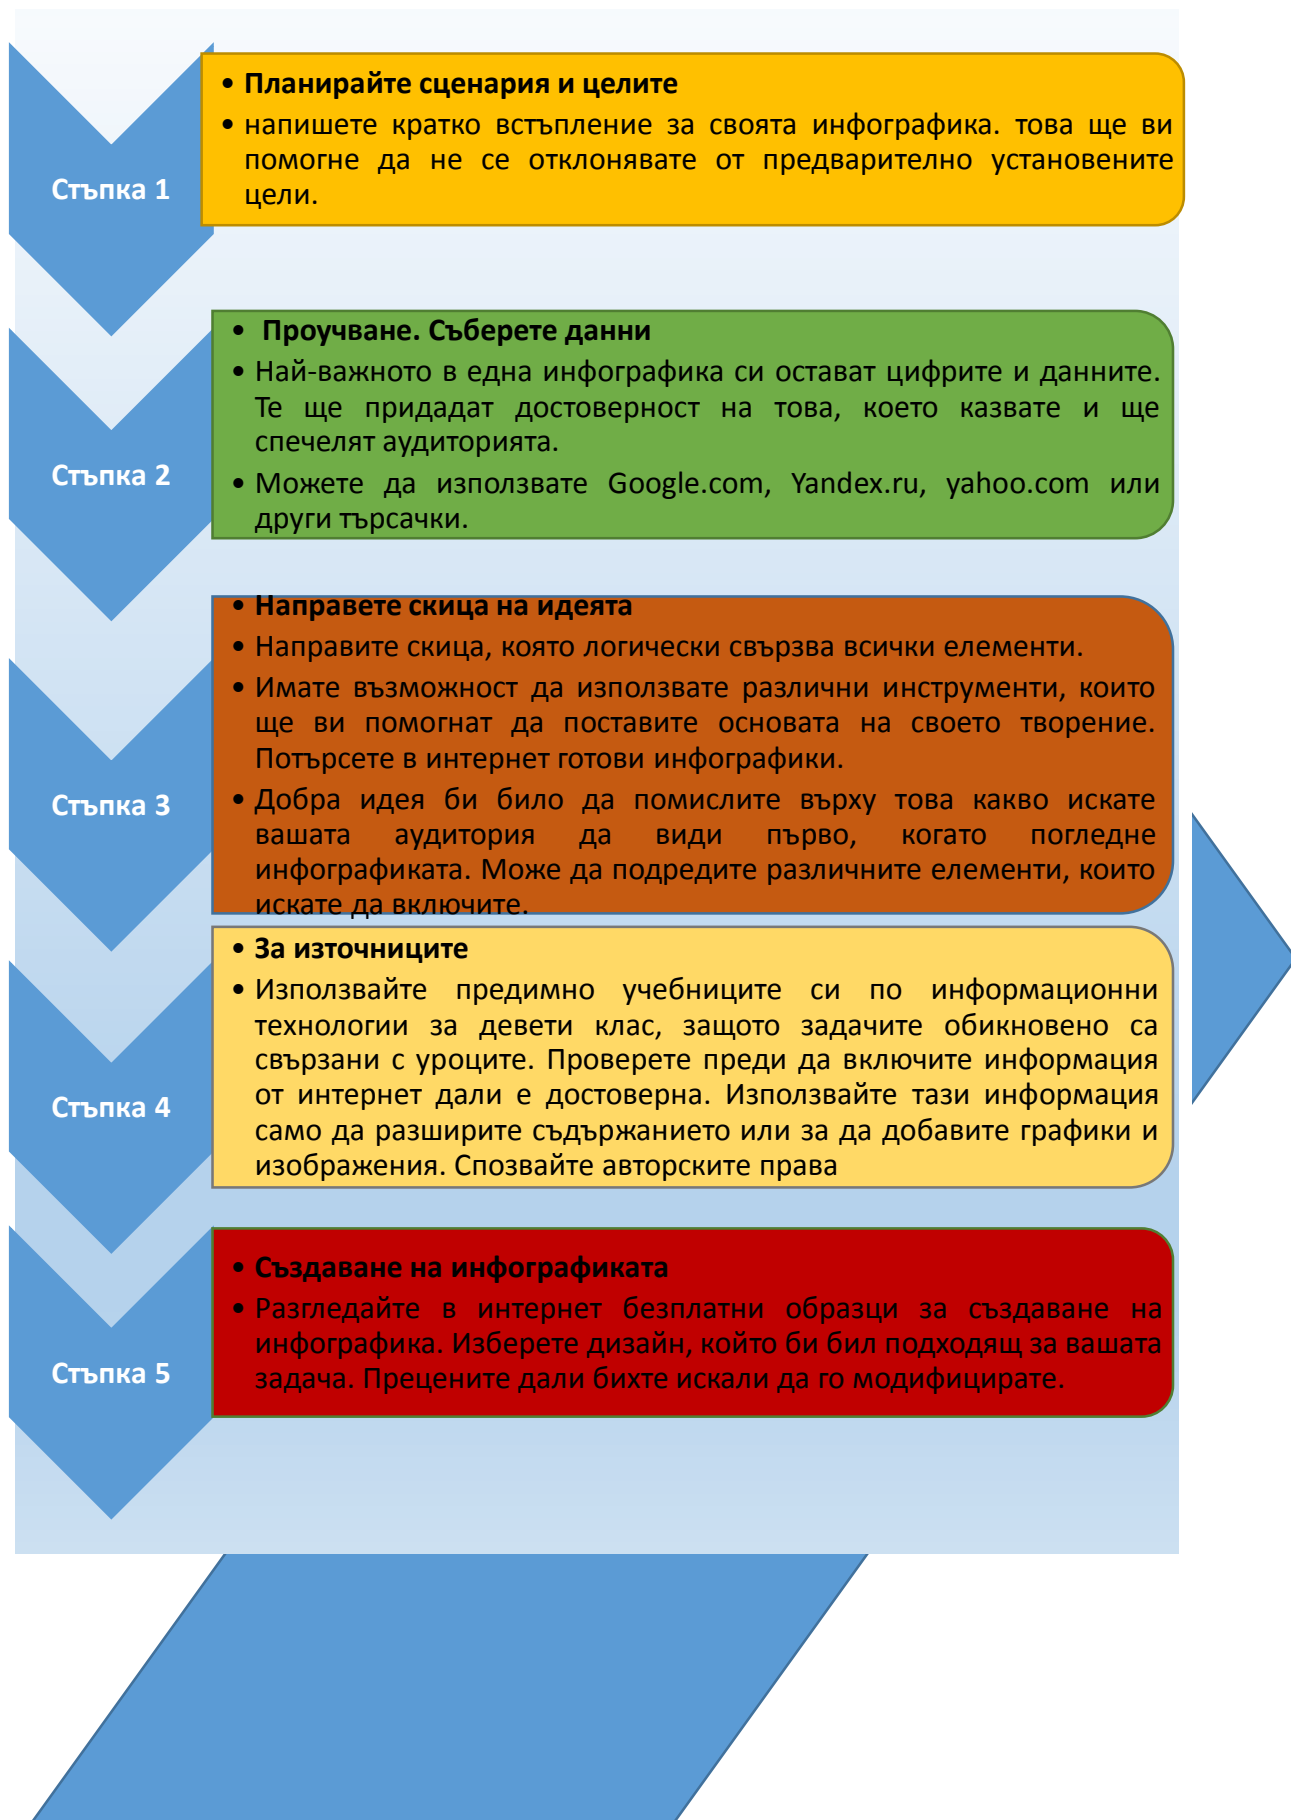 Стъпка 1
• Планирайте сценария и целите
• напишете кратко встъпление за своята инфографика. това ще ви
помогне да не се отклонявате от предварително установените
цели.
Стъпка 2
• Проучване. Съберете данни
• Най-важното в една инфографика си остават цифрите и данните.
Те ще придадат достоверност на това, което казвате и ще
спечелят аудиторията.
• Можете да използвате Google.com, Yandex.ru, yahoo.com или
други търсачки.
Стъпка 3
• Направете скица на идеята
• Направите скица, която логически свързва всички елементи.
• Имате възможност да използвате различни инструменти, които
ще ви помогнат да поставите основата на своето творение.
Потърсете в интернет готови инфографики.
• Добра идея би било да помислите върху това какво искате
вашата аудитория да види първо, когато погледне
инфографиката. Може да подредите различните елементи, които
искате да включите.
Стъпка 4
• За източниците
• Използвайте предимно учебниците си по информационни
технологии за девети клас, защото задачите обикновено са
свързани с уроците. Проверете преди да включите информация
от интернет дали е достоверна. Използвайте тази информация
само да разширите съдържанието или за да добавите графики и
изображения. Спозвайте авторските права
Стъпка 5
• Създаване на инфографиката
• Разгледайте в интернет безплатни образци за създаване на
инфографика. Изберете дизайн, който би бил подходящ за вашата
задача. Прецените дали бихте искали да го модифицирате.